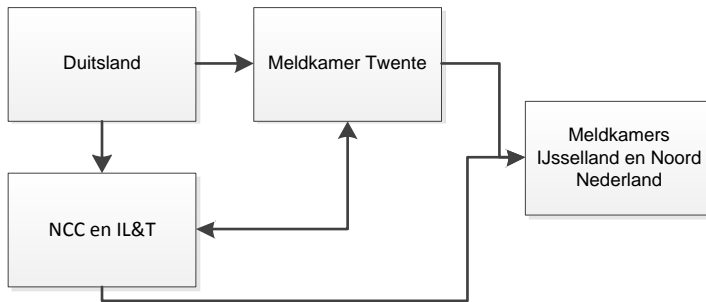 Duitsland
Meldkamer Twente
Meldkamers
IJsselland en Noord
Nederland
NCC en IL&T